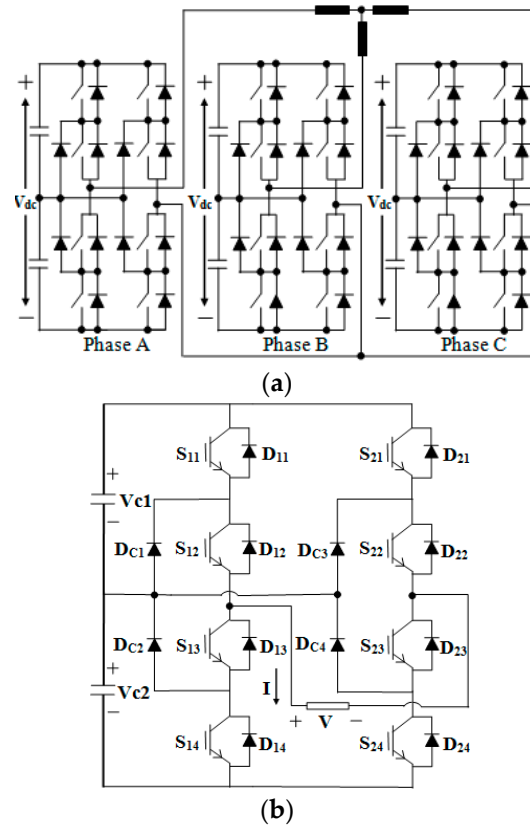 + + +
Vdc Vdc Vdc
− − −
Phase A Phase B Phase C
(a)
S11 D11 S21 D21
+
Vc1
−
DC1 S12 D12 DC3 S22 D22
DC2 S13 D13 DC4 S23 D23
+
Vc2
−
I
+ V −
S14 D14 S24 D24
(b)